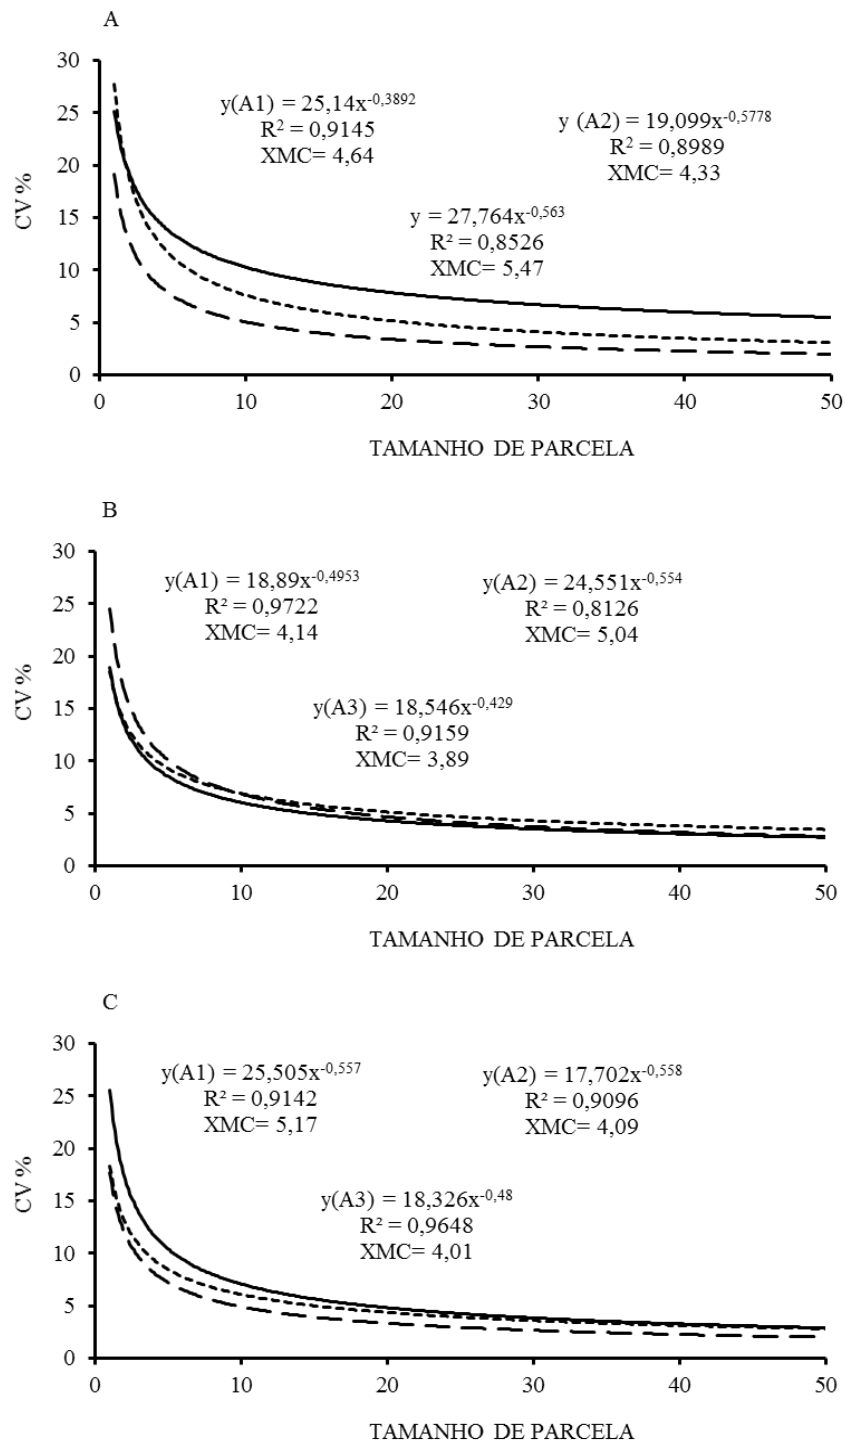 A
30
25
20
15
10
5
0
CV %
y(A1) = 25,14x^-0,3892
R² = 0,9145
XMC= 4,64
y (A2) = 19,099x^-0,5778
R² = 0,8989
XMC= 4,33
y = 27,764x^-0,563
R² = 0,8526
XMC= 5,47
0 10 20 30 40 50
TAMANHO DE PARCELA
B
30
25
20
15
10
5
0
CV %
y(A1) = 18,89x^-0,4953
R² = 0,9722
XMC= 4,14
y(A2) = 24,551x^-0,554
R² = 0,8126
XMC= 5,04
y(A3) = 18,546x^-0,429
R² = 0,9159
XMC= 3,89
0 10 20 30 40 50
TAMANHO DE PARCELA
C
30
25
20
15
10
5
0
CV %
y(A1) = 25,505x^-0,557
R² = 0,9142
XMC= 5,17
y(A2) = 17,702x^-0,558
R² = 0,9096
XMC= 4,09
y(A3) = 18,326x^-0,48
R² = 0,9648
XMC= 4,01
0 10 20 30 40 50
TAMANHO DE PARCELA